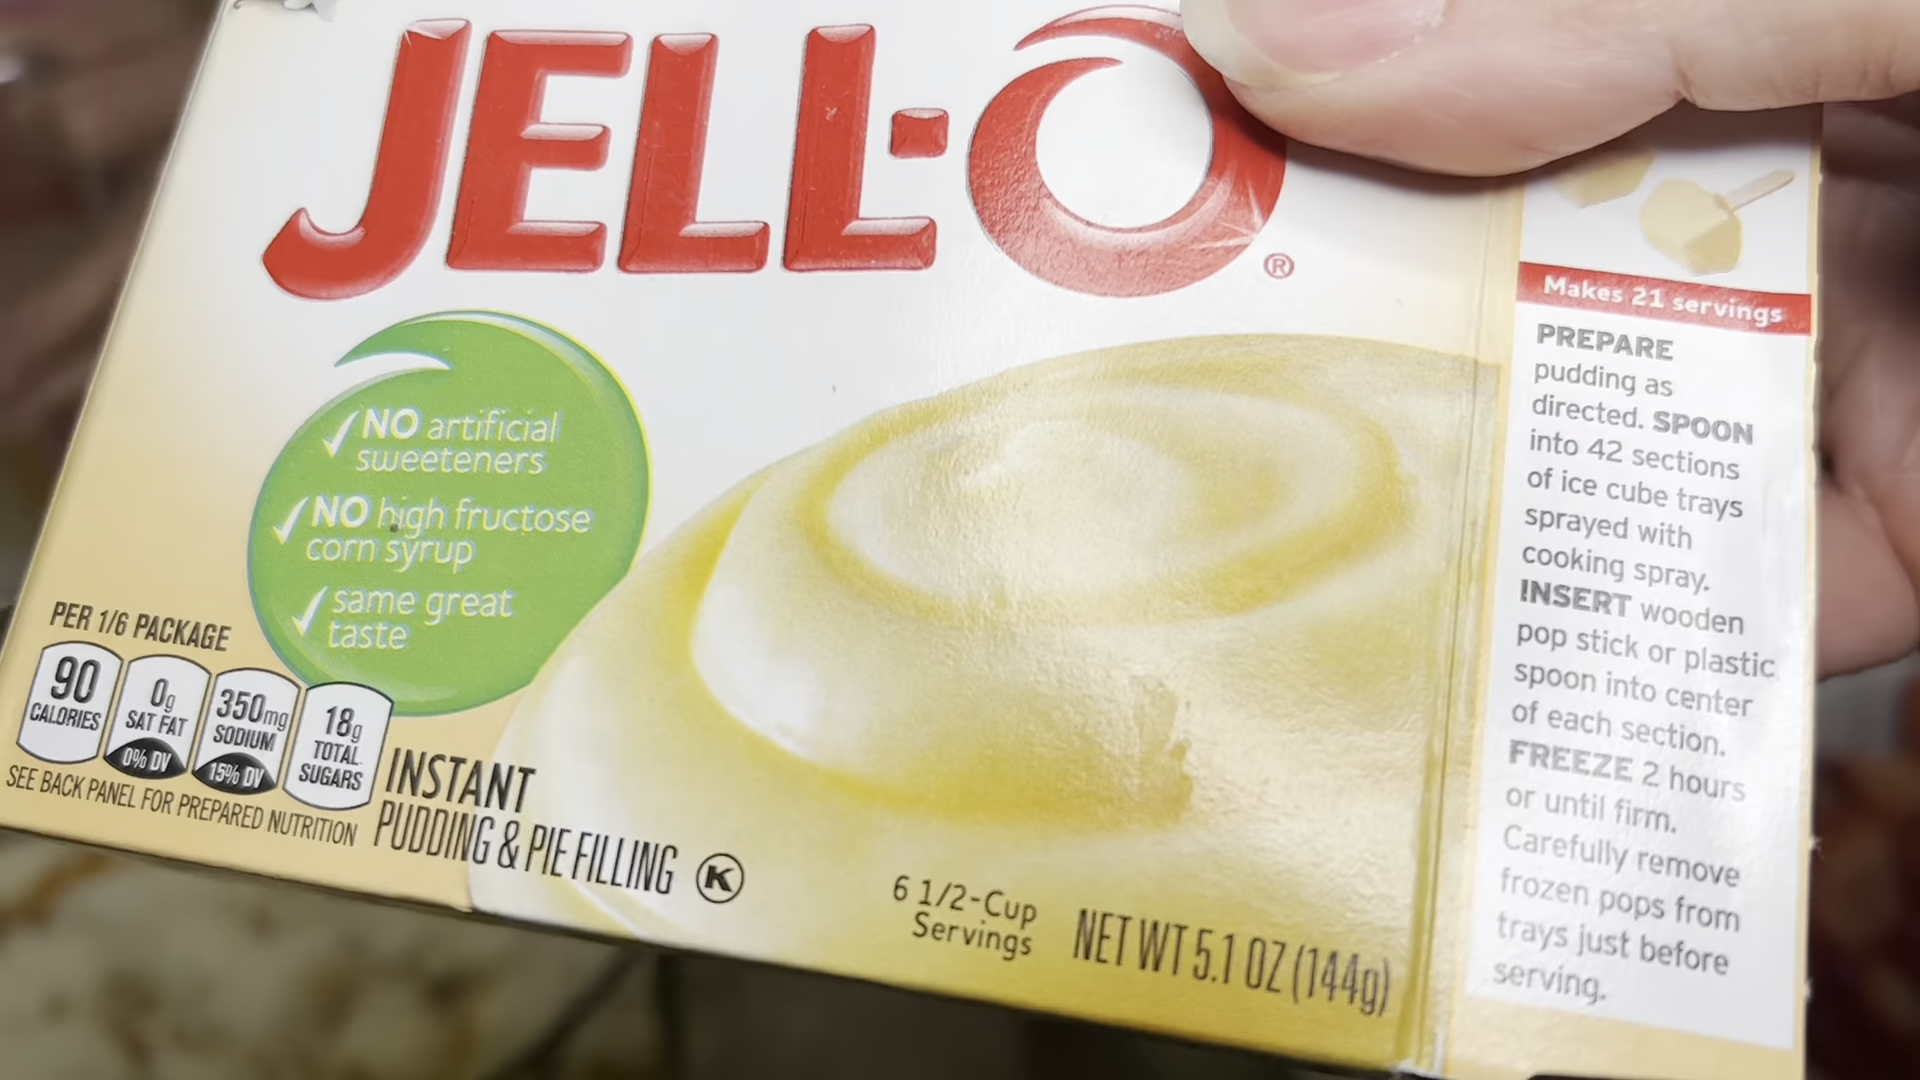 JELL-O®
NO artificial
sweeteners
NO high fructose
corn syrup
same great
taste
PER 1/6 PACKAGE
90
CALORIES
0g
SAT FAT
0% DV
350mg
SODIUM
15% DV
18g
TOTAL
SUGARS
SEE BACK PANEL FOR PREPARED NUTRITION
INSTANT
PUDDING & PIE FILLING
K
6 1/2-Cup
Servings
NET WT 5.1 OZ (144g)
Makes 21 servings
PREPARE
pudding as
directed. SPOON
into 42 sections
of ice cube trays
sprayed with
cooking spray.
INSERT wooden
pop stick or plastic
spoon into center
of each section.
FREEZE 2 hours
or until firm.
Carefully remove
frozen pops from
trays just before
serving.